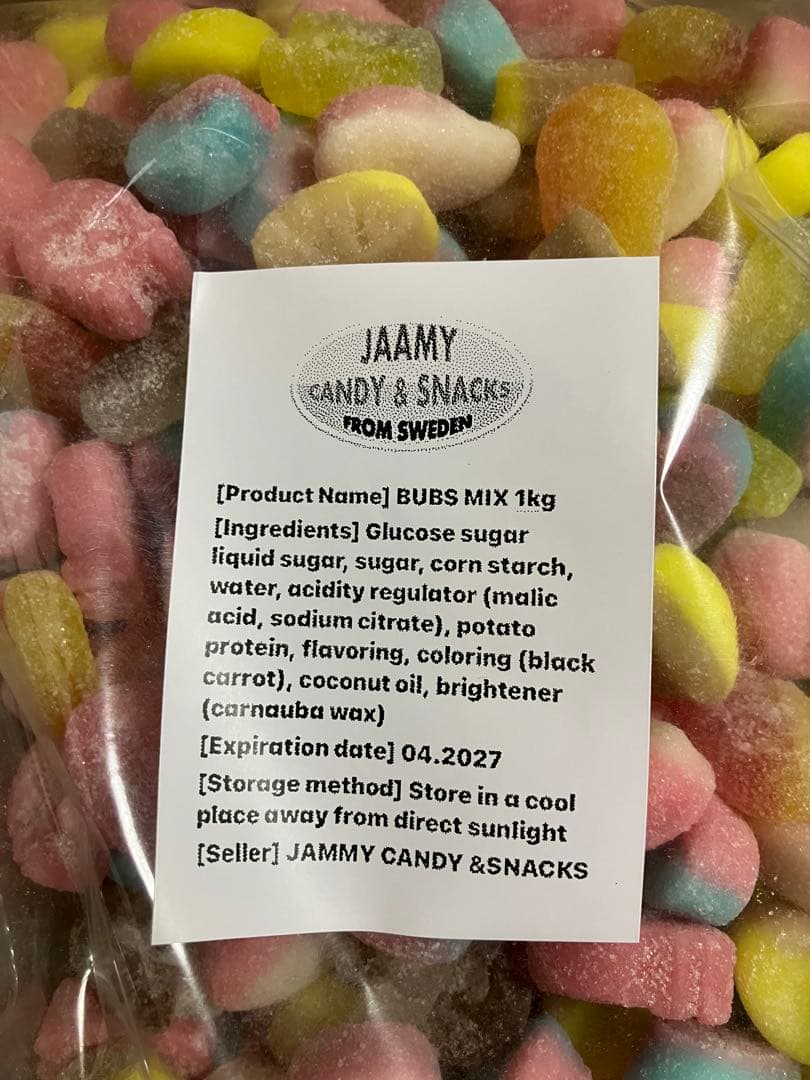 JAAMY
CANDY & SNACKS
FROM SWEDEN
[Product Name] BUBS MIX 1kg
[Ingredients] Glucose sugar
liquid sugar, sugar, corn starch,
water, acidity regulator (malic
acid, sodium citrate), potato
protein, flavoring, coloring (black
carrot), coconut oil, brightener
(carnauba wax)
[Expiration date] 04.2027
[Storage method] Store in a cool
place away from direct sunlight
[Seller] JAMMY CANDY &SNACKS